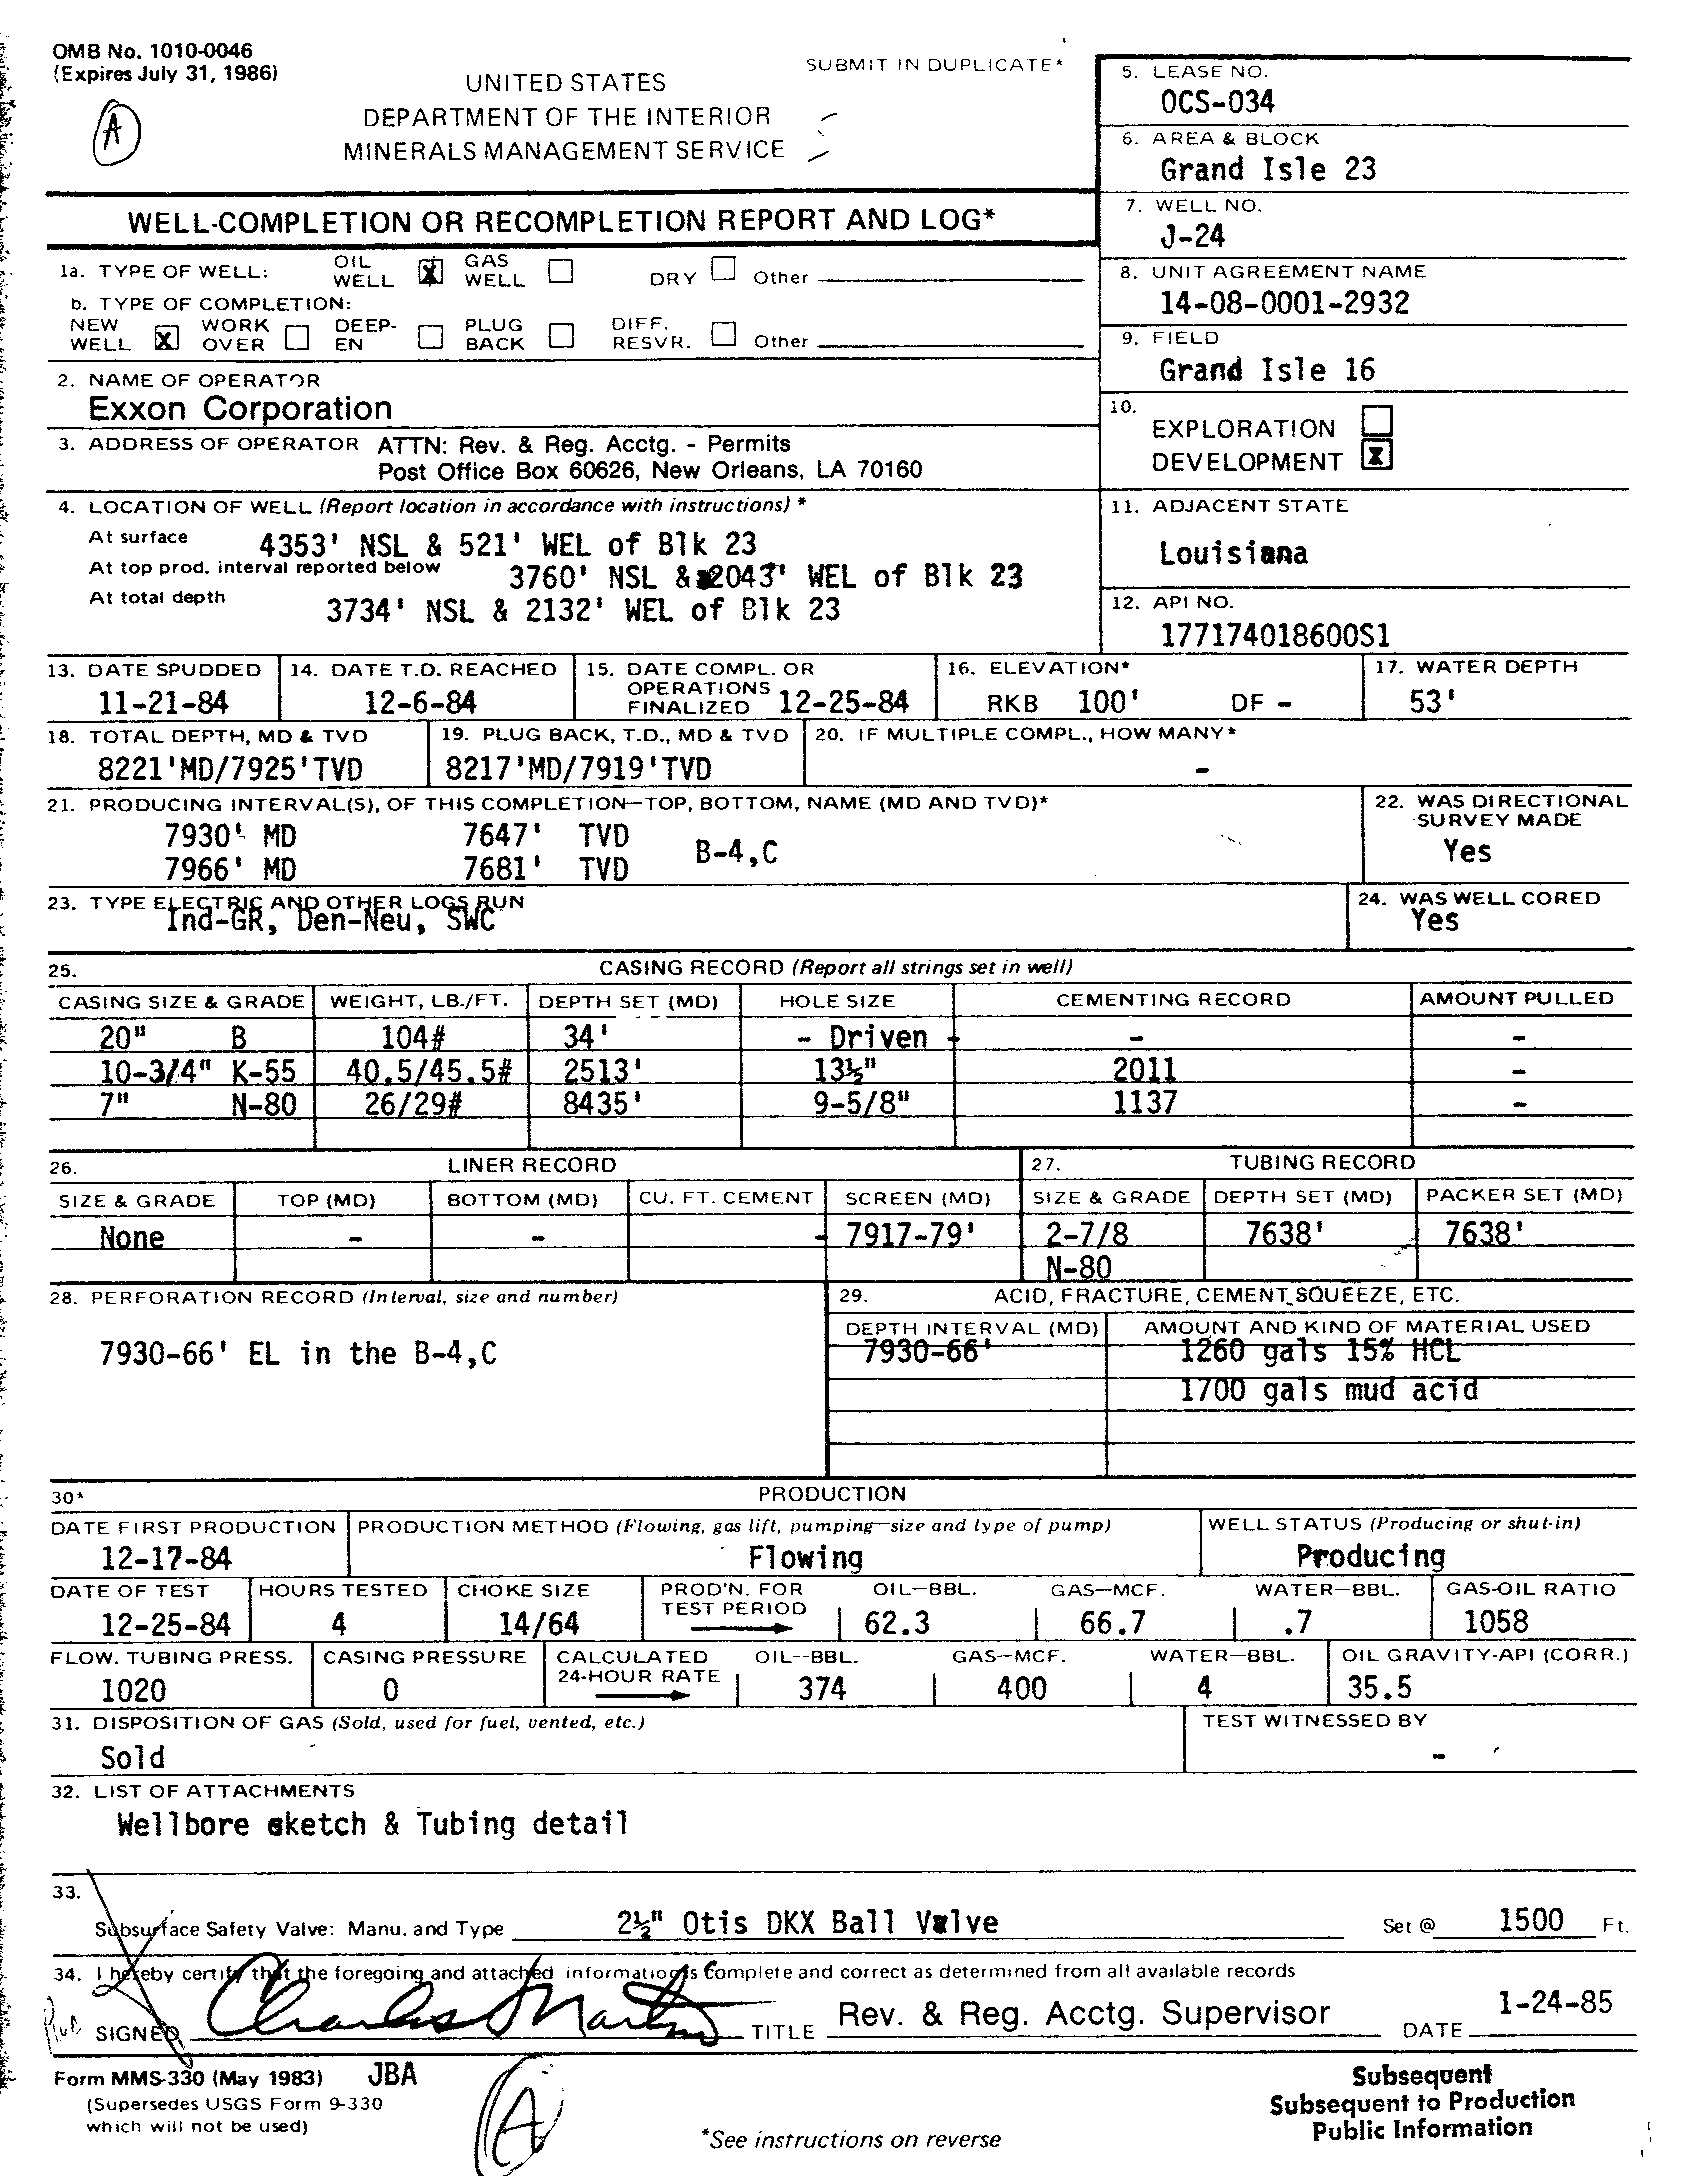 OMB No. 1010-0046
(Expires July 31, 1986)
SUBMIT IN DUPLICATE*
A
UNITED STATES
DEPARTMENT OF THE INTERIOR
MINERALS MANAGEMENT SERVICE
WELL-COMPLETION OR RECOMPLETION REPORT AND LOG*
5. LEASE NO.
OCS-034
6. AREA & BLOCK
Grand Isle 23
7. WELL NO.
J-24
8. UNIT AGREEMENT NAME
14-08-0001-2932
9. FIELD
Grand Isle 16
10.
EXPLORATION
DEVELOPMENT X
11. ADJACENT STATE
Louisiana
12. API NO.
177174018600S1
1a. TYPE OF WELL: OIL WELL X GAS WELL DRY Other
b. TYPE OF COMPLETION:
NEW WELL X WORK OVER DEEP-EN PLUG BACK DIFF. RESVR. Other
2. NAME OF OPERATOR
Exxon Corporation
3. ADDRESS OF OPERATOR ATTN: Rev. & Reg. Acctg. - Permits
Post Office Box 60626, New Orleans, LA 70160
4. LOCATION OF WELL (Report location in accordance with instructions) *
At surface 4353' NSL & 521' WEL of Blk 23
At top prod. interval reported below 3760' NSL & 2043' WEL of Blk 23
At total depth 3734' NSL & 2132' WEL of Blk 23
13. DATE SPUDDED 14. DATE T.D. REACHED 15. DATE COMPL. OR OPERATIONS FINALIZED 16. ELEVATION* 17. WATER DEPTH
11-21-84 12-6-84 12-25-84 RKB 100' DF - 53'
18. TOTAL DEPTH, MD & TVD 19. PLUG BACK, T.D., MD & TVD 20. IF MULTIPLE COMPL., HOW MANY*
8221'MD/7925'TVD 8217'MD/7919'TVD -
21. PRODUCING INTERVAL(S), OF THIS COMPLETION—TOP, BOTTOM, NAME (MD AND TVD)*
7930' MD 7647' TVD
B-4,C
7966' MD 7681' TVD
22. WAS DIRECTIONAL SURVEY MADE
Yes
23. TYPE ELECTRIC AND OTHER LOGS RUN
Ind-GR, Den-Neu, SWC
24. WAS WELL CORED
Yes
25. CASING RECORD (Report all strings set in well)
CASING SIZE & GRADE WEIGHT, LB./FT. DEPTH SET (MD) HOLE SIZE CEMENTING RECORD AMOUNT PULLED
20" B 104# 34' - Driven - - -
10-3/4" K-55 40.5/45.5# 2513' 13½" 2011 -
7" N-80 26/29# 8435' 9-5/8" 1137 -
26. LINER RECORD 27. TUBING RECORD
SIZE & GRADE TOP (MD) BOTTOM (MD) CU. FT. CEMENT SCREEN (MD) SIZE & GRADE DEPTH SET (MD) PACKER SET (MD)
None - - - 7917-79' 2-7/8 7638' 7638'
N-80
28. PERFORATION RECORD (Interval, size and number)
7930-66' EL in the B-4,C
29. ACID, FRACTURE, CEMENT SQUEEZE, ETC.
DEPTH INTERVAL (MD) AMOUNT AND KIND OF MATERIAL USED
7930-66' 1260 gals 15% HCL
1700 gals mud acid
30* PRODUCTION
DATE FIRST PRODUCTION PRODUCTION METHOD (Flowing, gas lift, pumping—size and type of pump) WELL STATUS (Producing or shut-in)
12-17-84 Flowing Producing
DATE OF TEST HOURS TESTED CHOKE SIZE PROD'N. FOR TEST PERIOD OIL—BBL. GAS—MCF. WATER—BBL. GAS-OIL RATIO
12-25-84 4 14/64 62.3 66.7 .7 1058
FLOW. TUBING PRESS. CASING PRESSURE CALCULATED 24-HOUR RATE OIL--BBL. GAS--MCF. WATER—BBL. OIL GRAVITY-API (CORR.)
1020 0 374 400 4 35.5
31. DISPOSITION OF GAS (Sold, used for fuel, vented, etc.) TEST WITNESSED BY
Sold -
32. LIST OF ATTACHMENTS
Wellbore sketch & Tubing detail
33.
Subsurface Safety Valve: Manu. and Type 2½" Otis DKX Ball Valve Set @ 1500 Ft.
34. I hereby certify that the foregoing and attached information is complete and correct as determined from all available records
SIGNED Charles Martin TITLE Rev. & Reg. Acctg. Supervisor DATE 1-24-85
Form MMS-330 (May 1983) JBA
(Supersedes USGS Form 9-330
which will not be used)
A
*See instructions on reverse
Subsequent
Subsequent to Production
Public Information